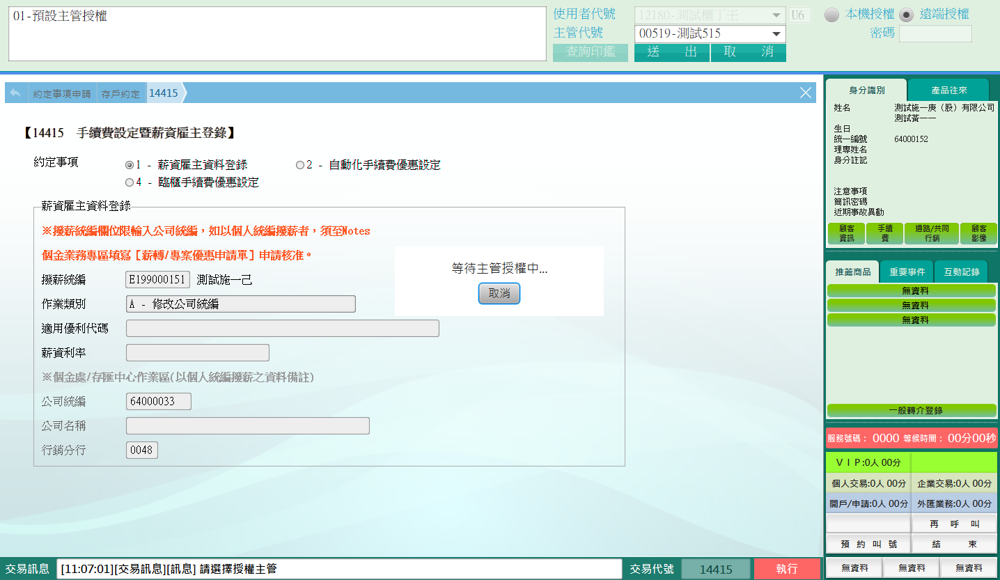 01-預設主管授權
使用者代號 12180-測試櫃丁王 U6 本機授權 遠端授權
主管代號 00519-測試515 密碼
查詢印鑑 送 出 取 消
約定事項申請 存戶約定 14415
【14415 手續費設定暨薪資雇主登錄】
約定事項
1 - 薪資雇主資料登錄 2 - 自動化手續費優惠設定
4 - 臨櫃手續費優惠設定
薪資雇主資料登錄
※撥薪統編欄位限輸入公司統編，如以個人統編撥薪者，須至Notes
個金業務專區填寫［薪轉/專案優惠申請單］申請核准。
撥薪統編 E199000151 測試施一己
作業類別 A - 修改公司統編
適用優利代碼
薪資利率
※個金處/存匯中心作業區(以個人統編撥薪之資料備註)
公司統編 64000033
公司名稱
行銷分行 0048
等待主管授權中...
取消
身分識別 產品往來
姓名 測試施一庚（股）有限公司
測試黃一一
生日
統一編號 64000152
理專姓名
身分註記
注意事項
簡訊密碼
近期事故異動
顧客資訊 手續費 通路/共同行銷 顧客影像
推薦商品 重要事件 互動記錄
無資料
無資料
無資料
一般轉介登錄
服務號碼： 0000 等候時間： 00分00秒
ＶＩＰ:0人 00分
個人交易:0人 00分 企業交易:0人 00分
開戶/申請:0人 00分 外匯業務:0人 00分
再 呼 叫
預 約 叫 號 結 束
無資料 無資料 無資料
交易訊息 [11:07:01][交易訊息][訊息] 請選擇授權主管 交易代號 14415 執行